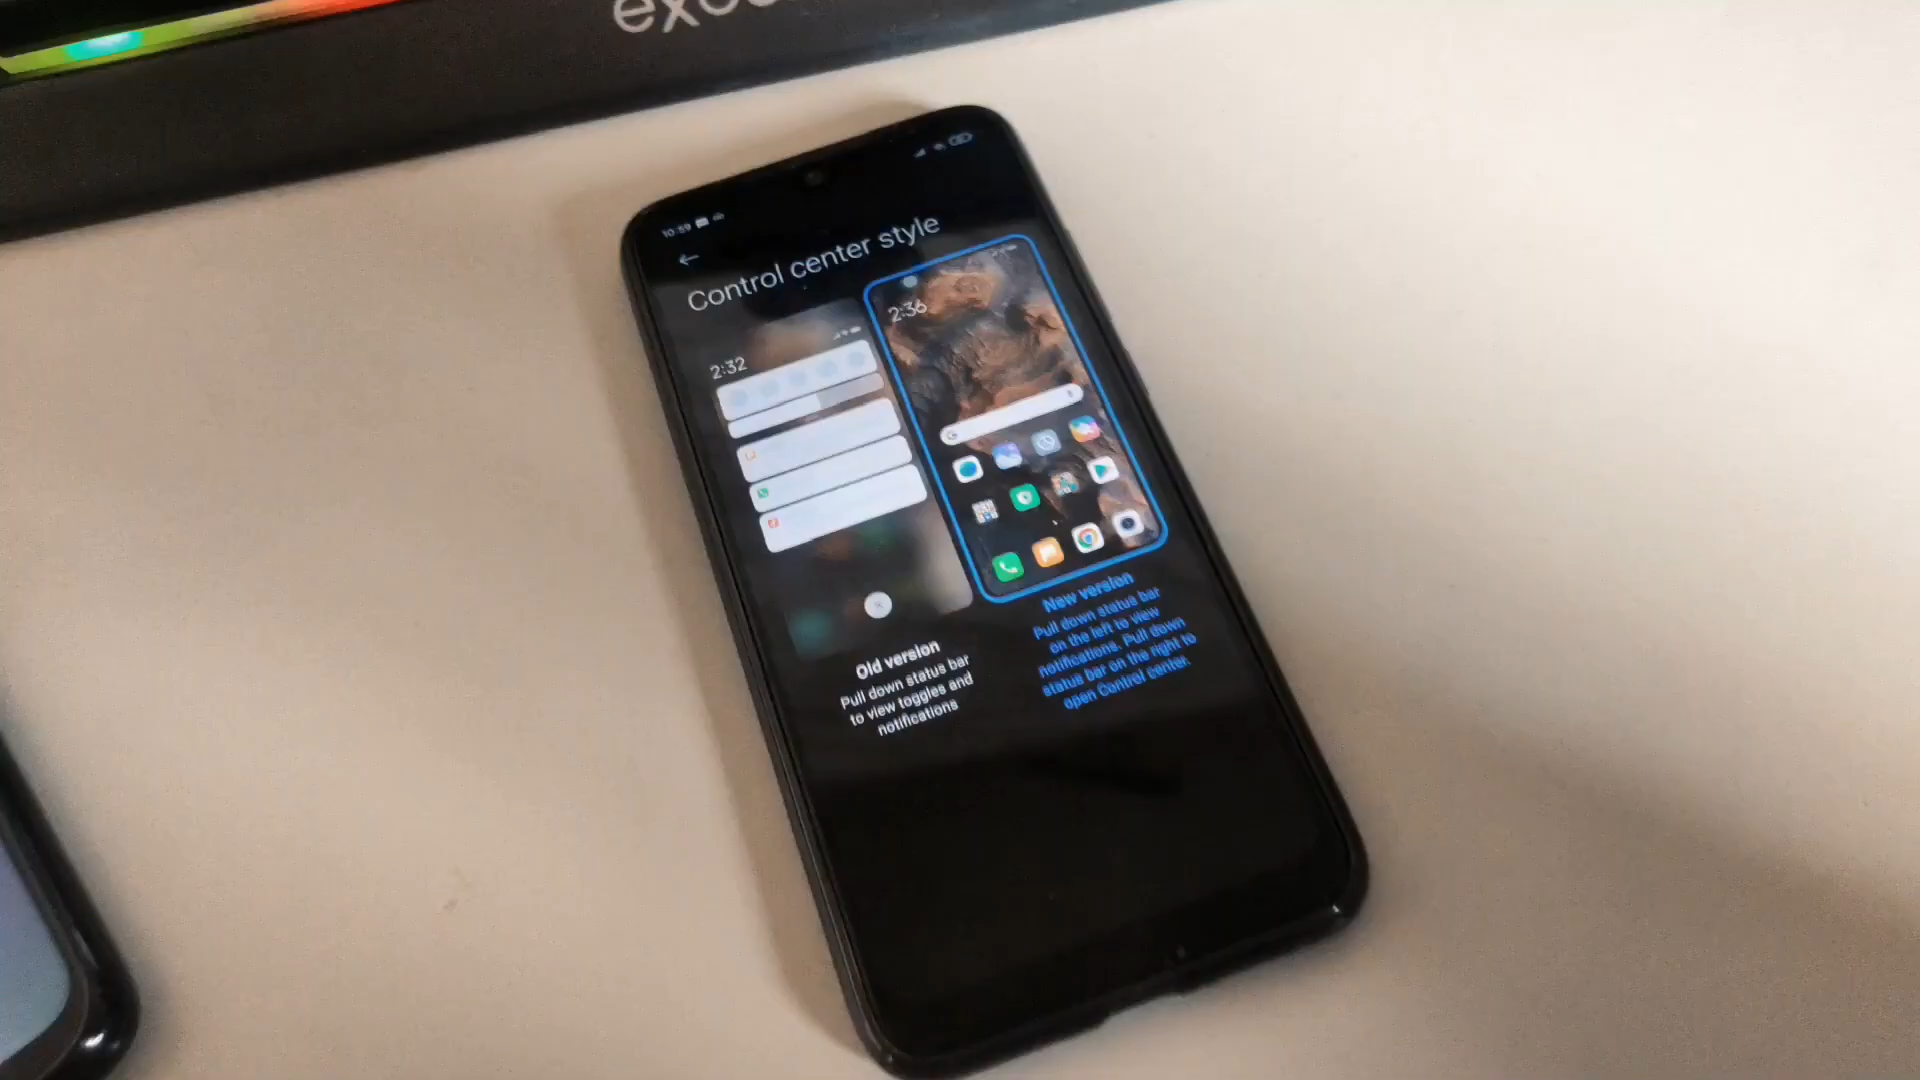 10:59
Control center style
2:32
2:36
Old version
Pull down status bar
to view toggles and
notifications
New version
Pull down status bar
on the left to view
notifications. Pull down
status bar on the right to
open Control center.